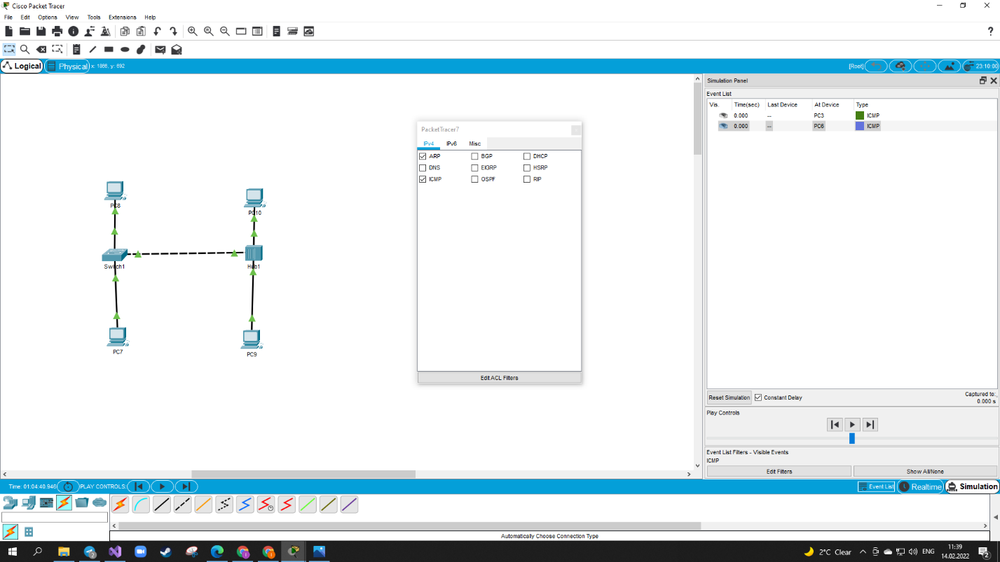 Cisco Packet Tracer
File Edit Options View Tools Extensions Help
?
Logical Physical x: 1866, y: 692 [Root] 23:10:00
Simulation Panel
Event List
Vis. Time(sec) Last Device At Device Type
0.000 -- PC3 ICMP
0.000 -- PC6 ICMP
PacketTracer7
IPv4 IPv6 Misc
ARP BGP DHCP
DNS EIGRP HSRP
ICMP OSPF RIP
Edit ACL Filters
PC8
PC10
Switch1
Hub1
PC7
PC9
Reset Simulation Constant Delay
Captured to:
0.000 s
Play Controls
Event List Filters - Visible Events
ICMP
Edit Filters Show All/None
Time: 01:04:40.946 PLAY CONTROLS: Event List Realtime Simulation
Automatically Choose Connection Type
2°C Clear ENG 11:39
14.02.2022 2